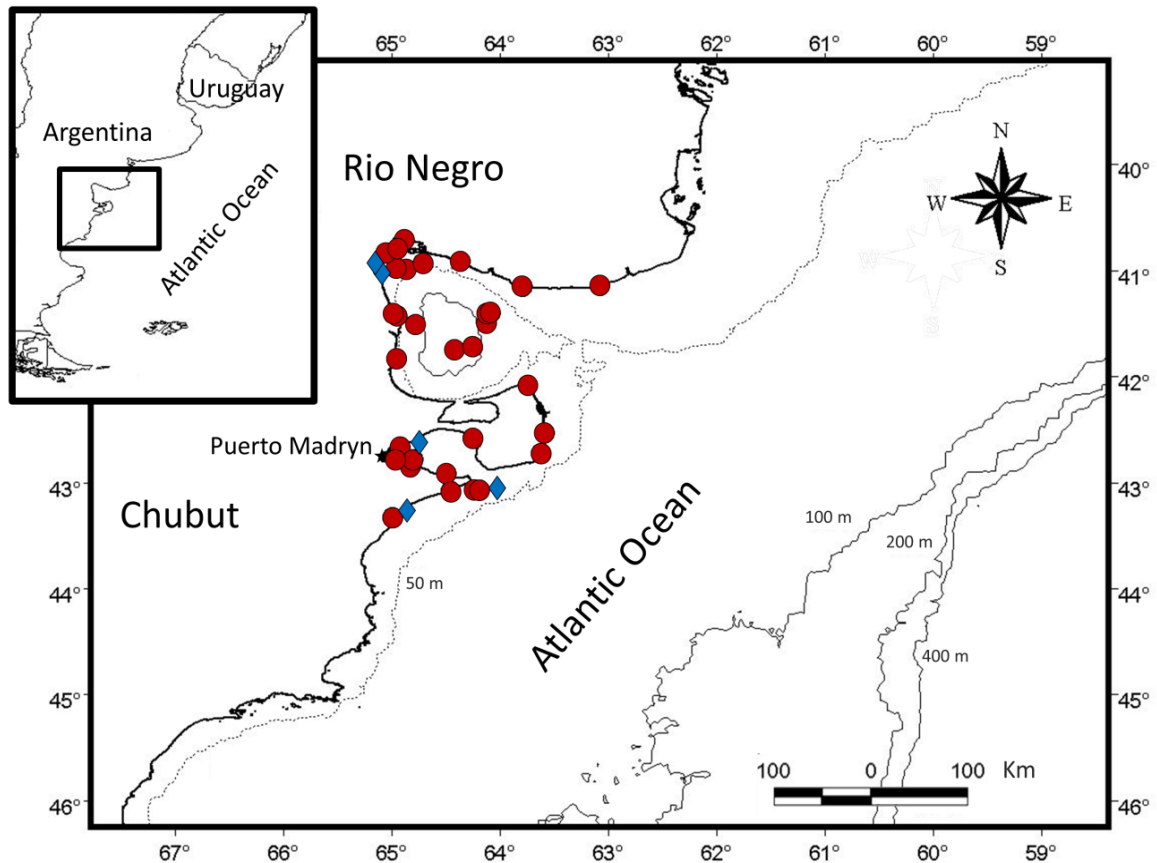 Uruguay
Argentina
Atlantic Ocean
65° 64° 63° 62° 61° 60° 59°
Rio Negro
N
W E
S
40°
41°
42°
Puerto Madryn
43° 43°
Chubut
Atlantic Ocean
100 m
200 m
50 m
44° 44°
400 m
45° 45°
100 0 100 Km
46° 46°
67° 66° 65° 64° 63° 62° 61° 60° 59°